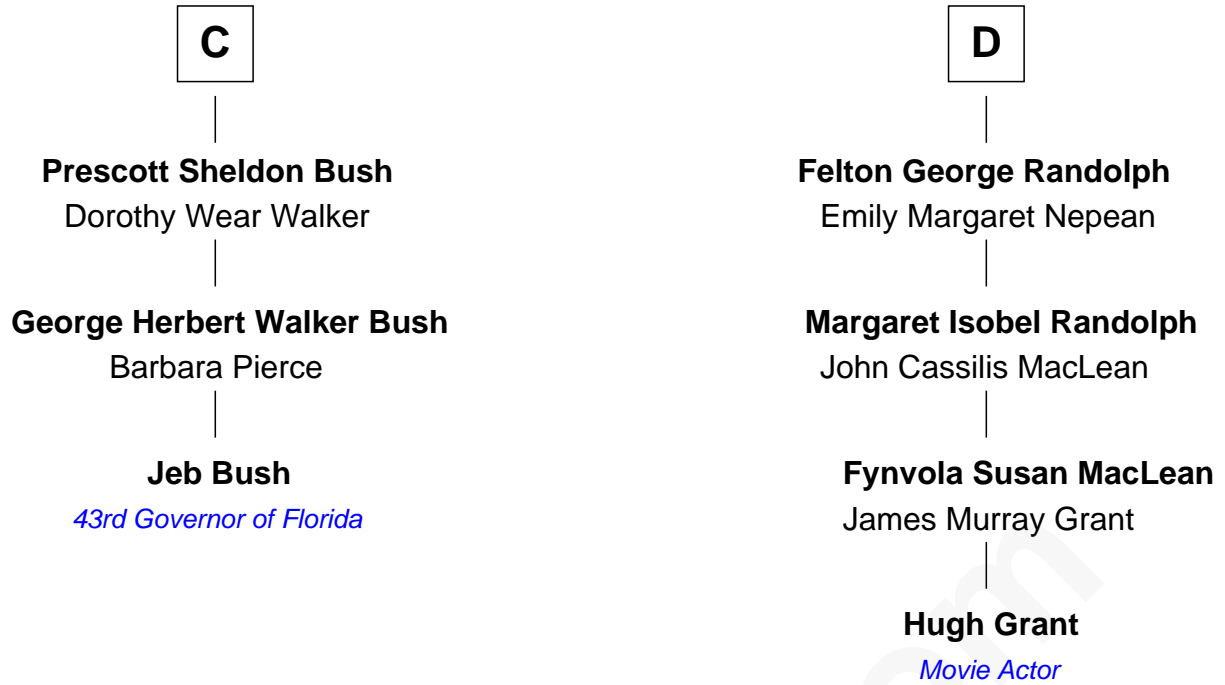 C
Prescott Sheldon Bush
Dorothy Wear Walker
George Herbert Walker Bush
Barbara Pierce
Jeb Bush
43rd Governor of Florida
D
Felton George Randolph
Emily Margaret Nepean
Margaret Isobel Randolph
John Cassilis MacLean
Fynvola Susan MacLean
James Murray Grant
Hugh Grant
Movie Actor